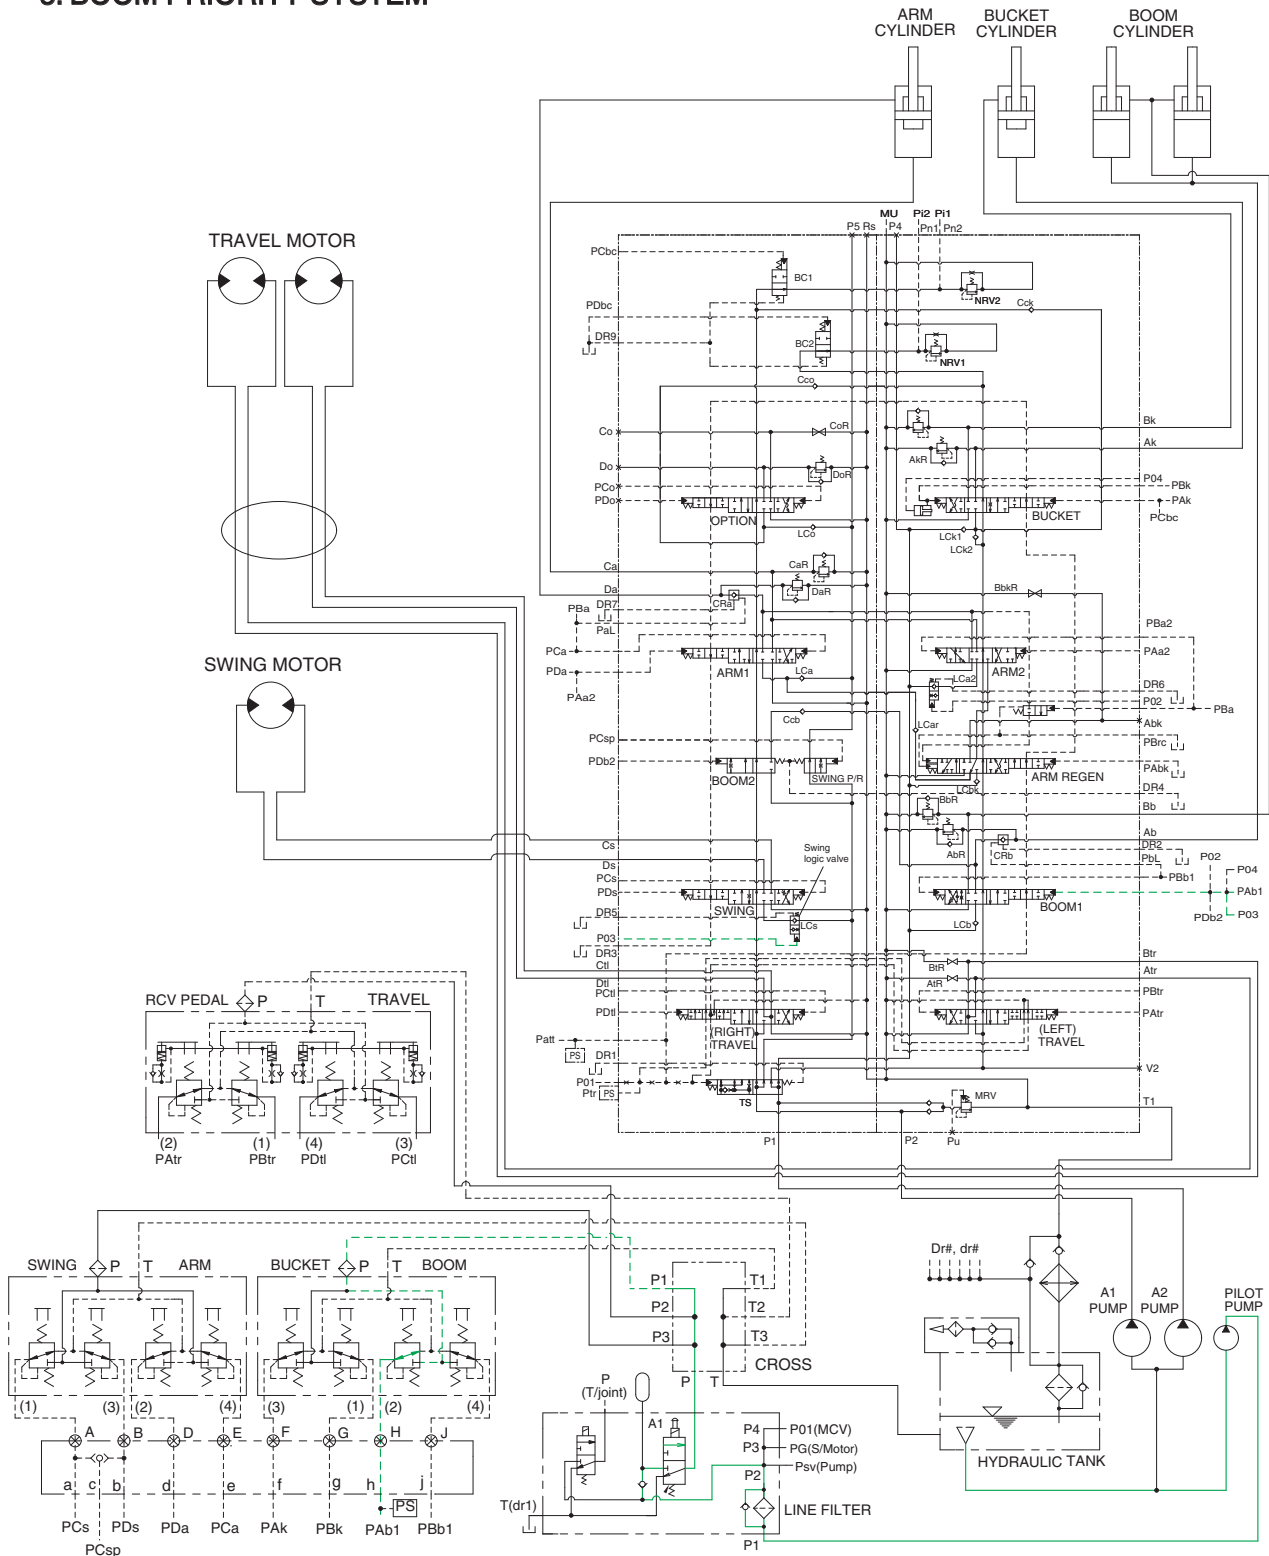 3. BOOM PRIORITY SYSTEM
ARM CYLINDER
BUCKET CYLINDER
BOOM CYLINDER
TRAVEL MOTOR
SWING MOTOR
P5 Rs
MU
P4
Pi2 Pi1
Pn1 Pn2
PCbc
BC1
NRV2
Cck
PDbc
DR9
BC2
NRV1
Cco
Co
CoR
Bk
Do
DoR
AkR
Ak
PCo
PDo
OPTION
LCo
P04
PBk
PAk
PCbc
BUCKET
LCk1
LCk2
Ca
CaR
Da
DaR
CRa
BbkR
PBa
DR7
PaL
PCa
PDa
PAa2
ARM1
LCa
PBa2
PAa2
ARM2
LCa2
DR6
P02
PBa
Ccb
LCar
Abk
PCsp
PDb2
BOOM2
SWING P/R
PBrc
PAbk
ARM REGEN
LCbk
DR4
BbR
Bb
AbR
CRb
Ab
DR2
PbL
PBb1
P02
P04
PAb1
P03
PDb2
Cs
Ds
PCs
PDs
Swing
logic valve
SWING
LCs
BOOM1
LCb
DR5
P03
DR3
Ctl
Dtl
PCtl
PDtl
BtR
Btr
AtR
Atr
PBtr
PAtr
(RIGHT)
TRAVEL
(LEFT)
TRAVEL
Patt
PS
DR1
P01
Ptr
PS
TS
V2
MRV
T1
P1
P2
Pu
RCV PEDAL
P
T
TRAVEL
(2)
(1)
(4)
(3)
PAtr
PBtr
PDtl
PCtl
SWING
P
T
ARM
BUCKET
P
T
BOOM
(1)
(3)
(2)
(4)
(3)
(1)
(2)
(4)
A
B
D
E
F
G
H
J
a
c
b
d
e
f
g
h
j
PS
PCs
PDs
PDa
PCa
PAk
PBk
PAb1
PBb1
PCsp
P1
T1
P2
T2
P3
T3
CROSS
P
T
P
(T/joint)
A1
P4
P01(MCV)
P3
PG(S/Motor)
Psv(Pump)
P2
T(dr1)
LINE FILTER
P1
Dr#, dr#
A1
PUMP
A2
PUMP
PILOT
PUMP
HYDRAULIC TANK